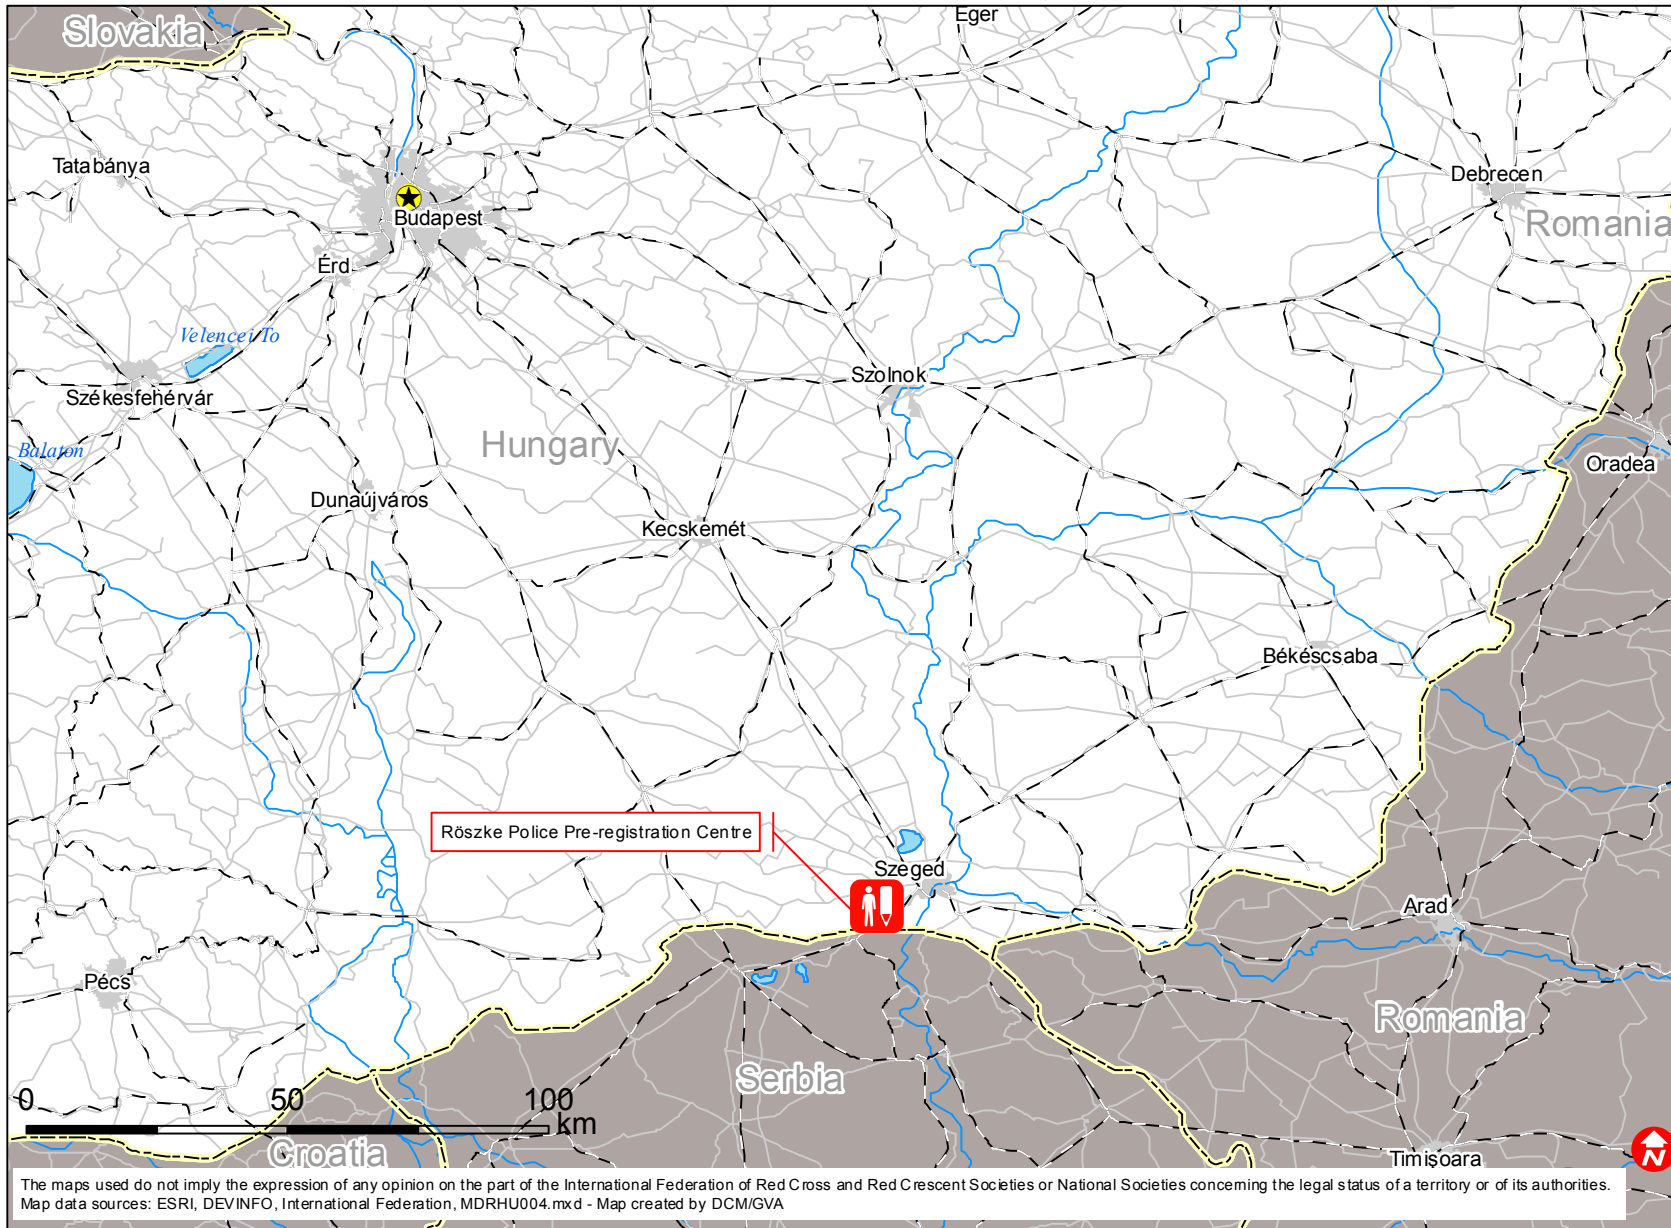 Slovakia
Eger
Tatabánya
Debrecen
Budapest
Romania
Érd
Velencei To
Szolnok
Székesfehérvár
Hungary
Balaton
Oradea
Dunaújváros
Kecskemét
Békéscsaba
Röszke Police Pre-registration Centre
Szeged
Arad
Pécs
Romania
Serbia
0 50 100
km
Croatia
Timişoara
N
The maps used do not imply the expression of any opinion on the part of the International Federation of Red Cross and Red Crescent Societies or National Societies concerning the legal status of a territory or of its authorities.
Map data sources: ESRI, DEVINFO, International Federation, MDRHU004.mxd - Map created by DCM/GVA